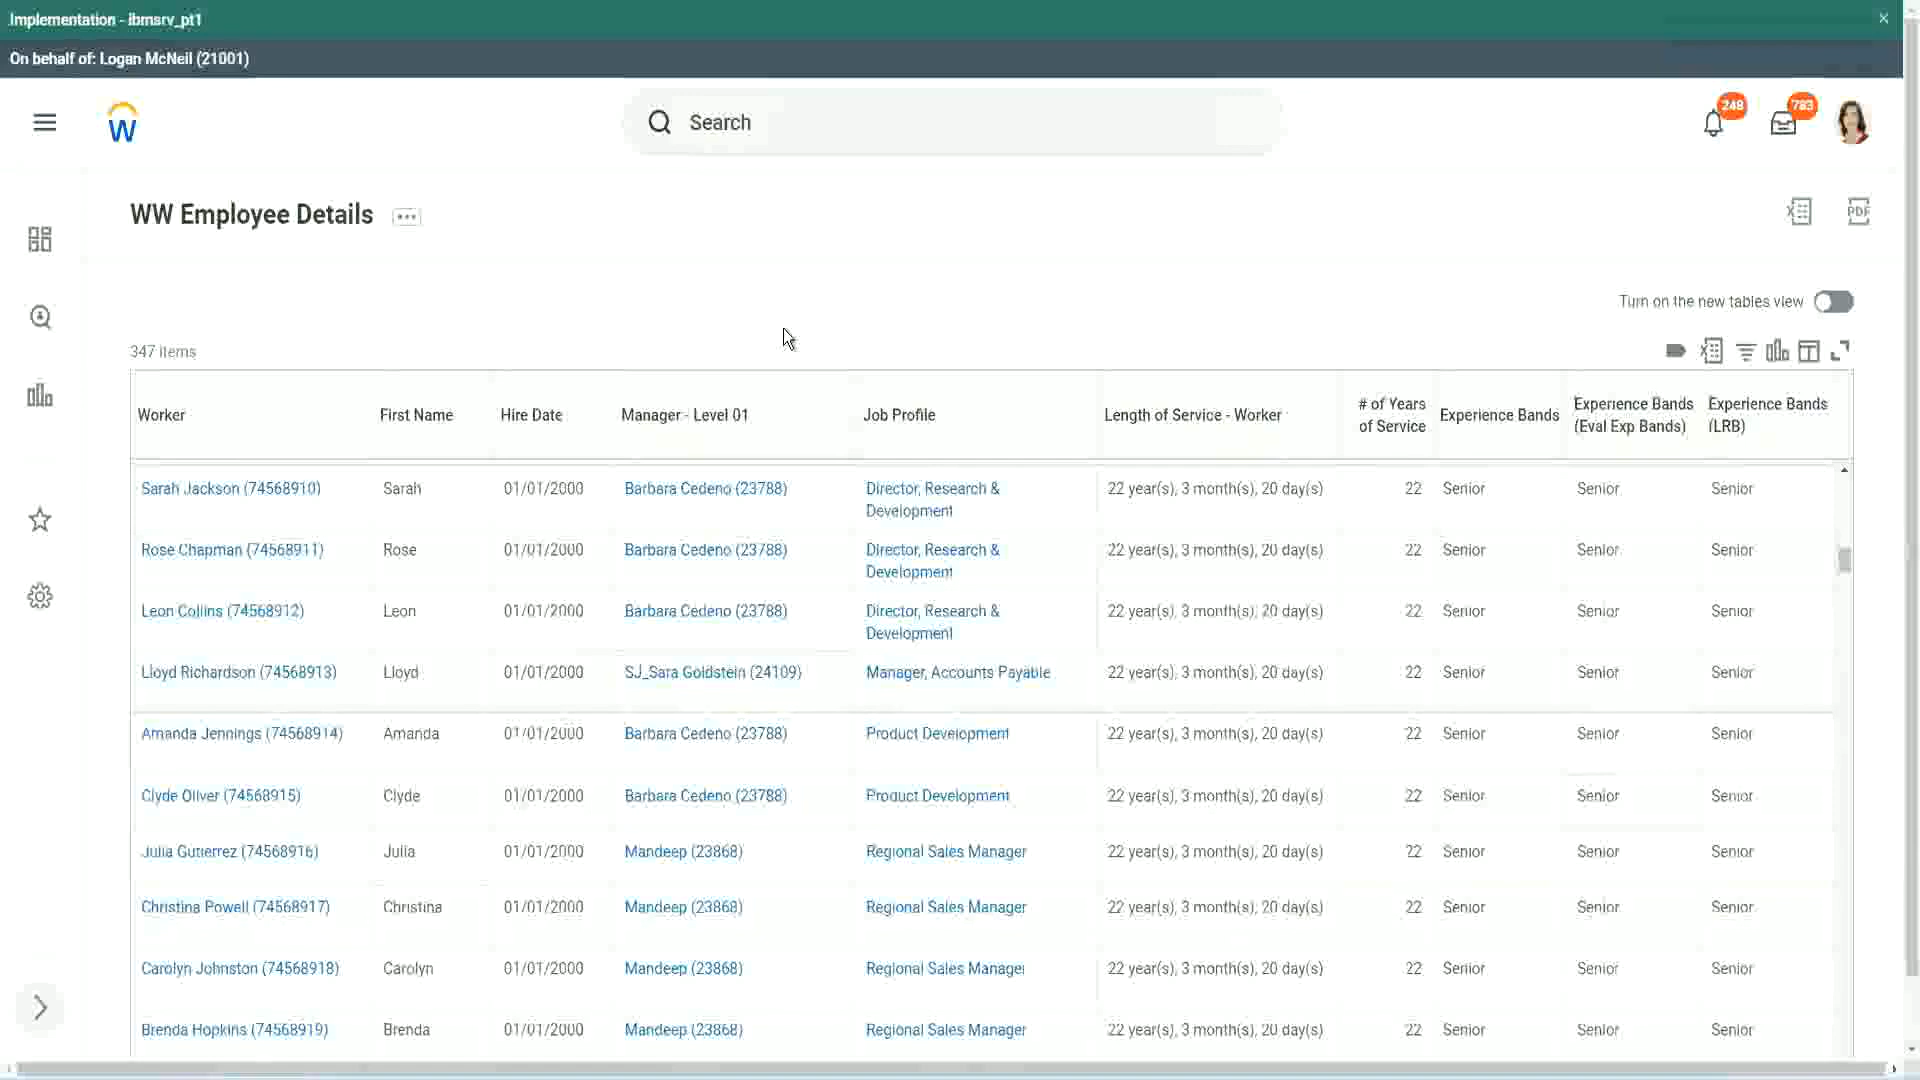 Implementation - ibmsrv_pt1
On behalf of: Logan McNeil (21001)
W
Search
248
783
WW Employee Details
PDF
Turn on the new tables view
347 items
Worker First Name Hire Date Manager - Level 01 Job Profile Length of Service - Worker # of Years of Service Experience Bands Experience Bands (Eval Exp Bands) Experience Bands (LRB)
Sarah Jackson (74568910) Sarah 01/01/2000 Barbara Cedeno (23788) Director, Research & Development 22 year(s), 3 month(s), 20 day(s) 22 Senior Senior Senior
Rose Chapman (74568911) Rose 01/01/2000 Barbara Cedeno (23788) Director, Research & Development 22 year(s), 3 month(s), 20 day(s) 22 Senior Senior Senior
Leon Collins (74568912) Leon 01/01/2000 Barbara Cedeno (23788) Director, Research & Development 22 year(s), 3 month(s), 20 day(s) 22 Senior Senior Senior
Lloyd Richardson (74568913) Lloyd 01/01/2000 SJ_Sara Goldstein (24109) Manager, Accounts Payable 22 year(s), 3 month(s), 20 day(s) 22 Senior Senior Senior
Amanda Jennings (74568914) Amanda 01/01/2000 Barbara Cedeno (23788) Product Development 22 year(s), 3 month(s), 20 day(s) 22 Senior Senior Senior
Clyde Oliver (74568915) Clyde 01/01/2000 Barbara Cedeno (23788) Product Development 22 year(s), 3 month(s), 20 day(s) 22 Senior Senior Senior
Julia Gutierrez (74568916) Julia 01/01/2000 Mandeep (23868) Regional Sales Manager 22 year(s), 3 month(s), 20 day(s) 22 Senior Senior Senior
Christina Powell (74568917) Christina 01/01/2000 Mandeep (23868) Regional Sales Manager 22 year(s), 3 month(s), 20 day(s) 22 Senior Senior Senior
Carolyn Johnston (74568918) Carolyn 01/01/2000 Mandeep (23868) Regional Sales Manager 22 year(s), 3 month(s), 20 day(s) 22 Senior Senior Senior
Brenda Hopkins (74568919) Brenda 01/01/2000 Mandeep (23868) Regional Sales Manager 22 year(s), 3 month(s), 20 day(s) 22 Senior Senior Senior